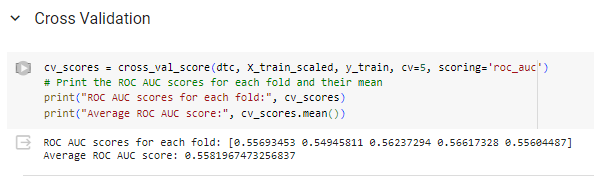 Cross Validation
cv_scores = cross_val_score(dtc, X_train_scaled, y_train, cv=5, scoring='roc_auc')
# Print the ROC AUC scores for each fold and their mean
print("ROC AUC scores for each fold:", cv_scores)
print("Average ROC AUC score:", cv_scores.mean())
ROC AUC scores for each fold: [0.55693453 0.54945811 0.56237294 0.56617328 0.55604487]
Average ROC AUC score: 0.5581967473256837